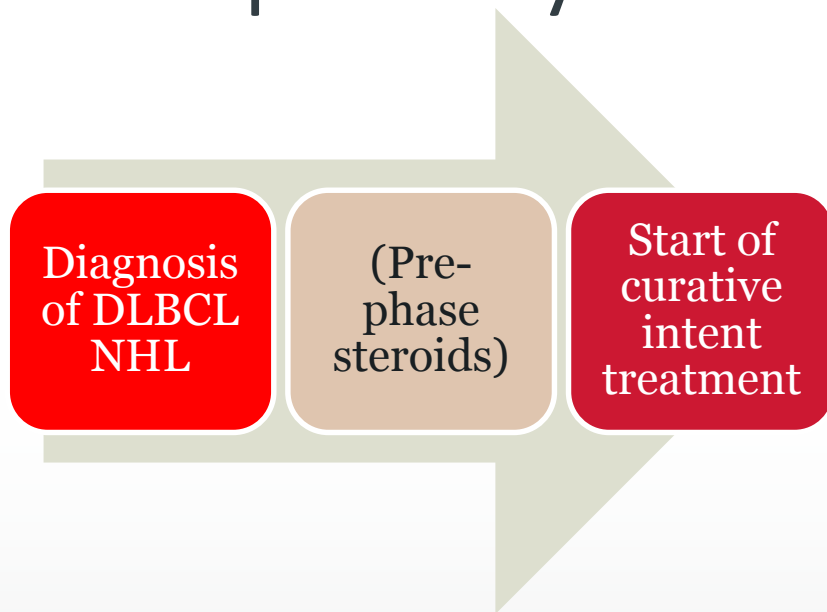 Diagnosis
of DLBCL
NHL
(Pre-
phase
steroids)
Start of
curative
intent
treatment